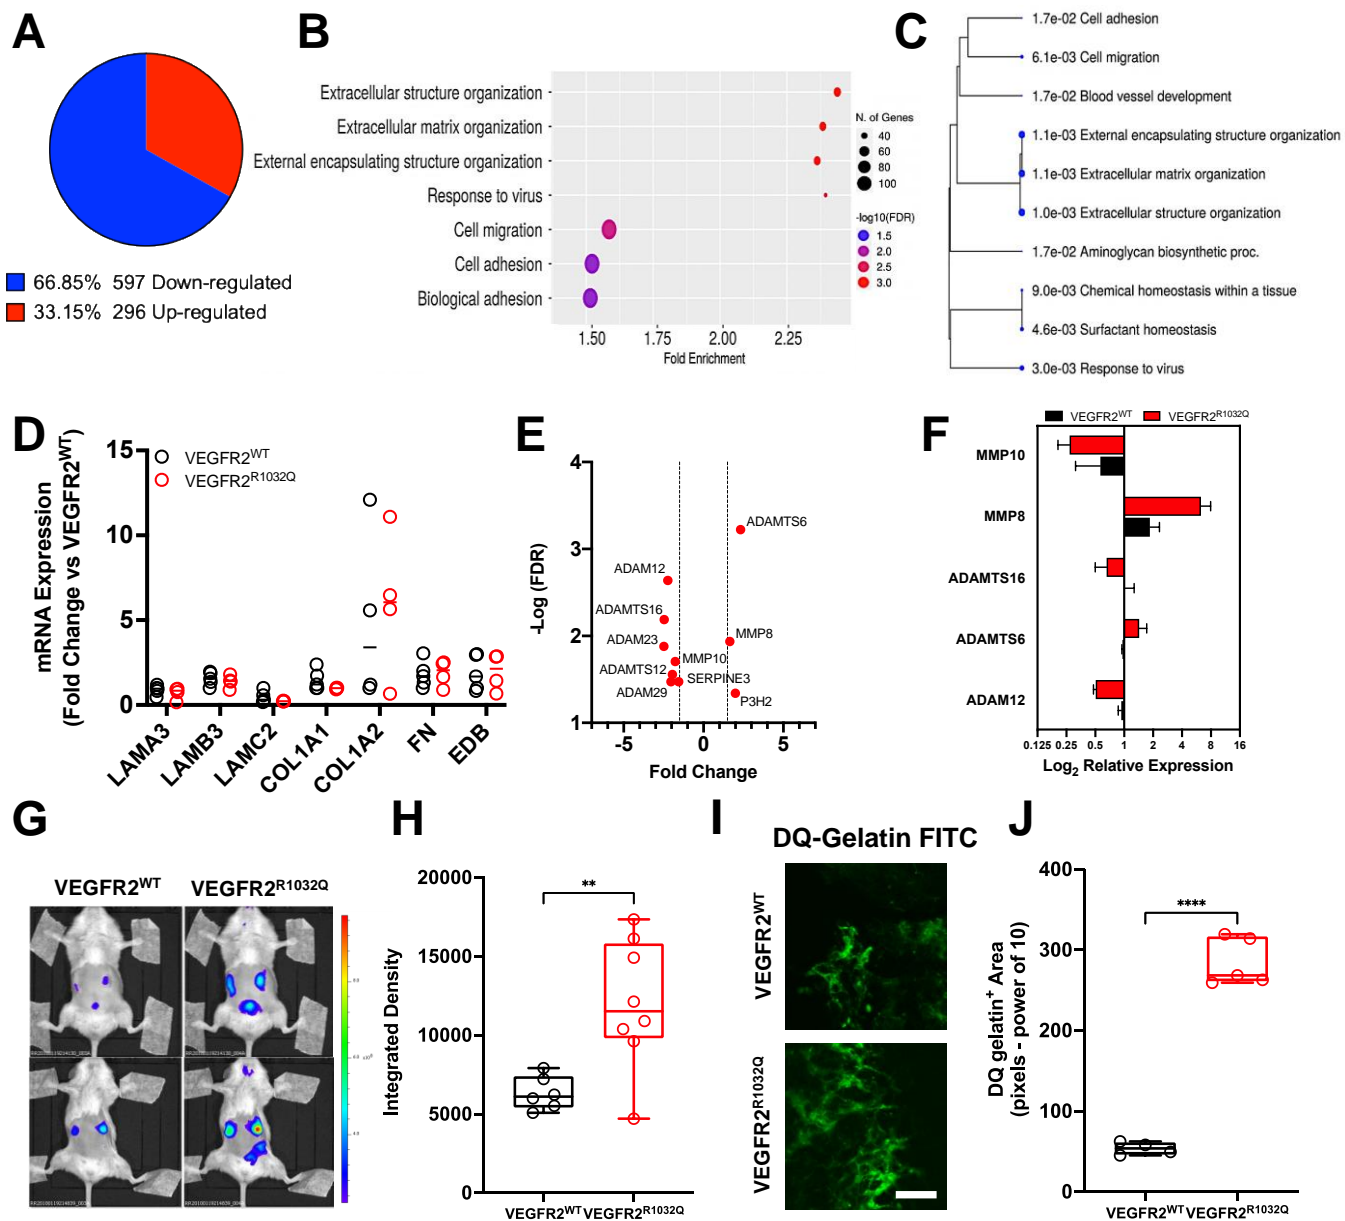 A
66.85% 597 Down-regulated
33.15% 296 Up-regulated
B
Extracellular structure organization
Extracellular matrix organization
External encapsulating structure organization
Response to virus
Cell migration
Cell adhesion
Biological adhesion
1.50 1.75 2.00 2.25
Fold Enrichment
N. of Genes
40
60
80
100
-log10(FDR)
1.5
2.0
2.5
3.0
C
1.7e-02 Cell adhesion
6.1e-03 Cell migration
1.7e-02 Blood vessel development
1.1e-03 External encapsulating structure organization
1.1e-03 Extracellular matrix organization
1.0e-03 Extracellular structure organization
1.7e-02 Aminoglycan biosynthetic proc.
9.0e-03 Chemical homeostasis within a tissue
4.6e-03 Surfactant homeostasis
3.0e-03 Response to virus
D
mRNA Expression
(Fold Change vs VEGFR2WT)
15
10
5
0
VEGFR2WT
VEGFR2R1032Q
LAMA3
LAMB3
LAMC2
COL1A1
COL1A2
FN
EDB
E
-Log (FDR)
4
3
2
1
ADAMTS6
ADAM12
ADAMTS16
ADAM23
MMP8
MMP10
ADAMTS12
SERPINE3
ADAM29
P3H2
-5 0 5
Fold Change
F
VEGFR2WT VEGFR2R1032Q
MMP10
MMP8
ADAMTS16
ADAMTS6
ADAM12
0.125 0.25 0.5 1 2 4 8 16
Log2 Relative Expression
G
VEGFR2WT VEGFR2R1032Q
H
Integrated Density
20000
15000
10000
5000
0
**
VEGFR2WT VEGFR2R1032Q
I
DQ-Gelatin FITC
VEGFR2WT
VEGFR2R1032Q
J
DQ gelatin+ Area
(pixels - power of 10)
400
300
200
100
0
****
VEGFR2WT VEGFR2R1032Q